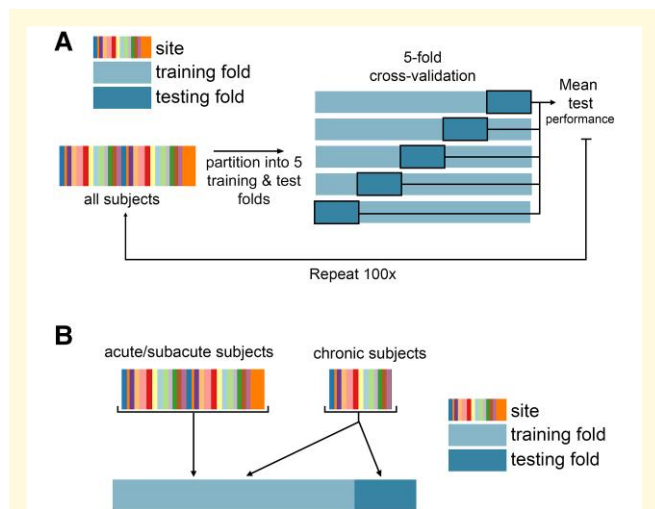 A
site
training fold
testing fold
5-fold
cross-validation
Mean
test
performance
partition into 5
training & test
folds
all subjects
Repeat 100x
B
acute/subacute subjects
chronic subjects
site
training fold
testing fold